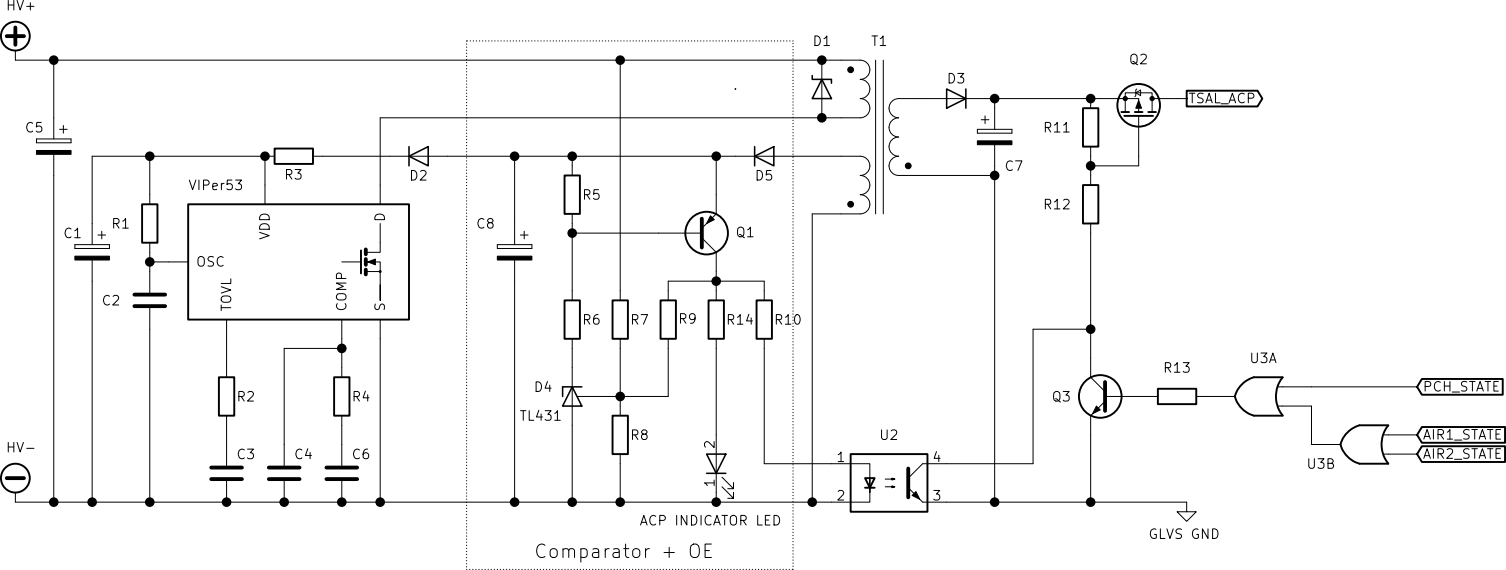 HV+
D1
T1
Q2
D3
TSAL_ACP
C5
+
+
R11
C7
R3
D2
D5
VIPer53
R5
R12
R1
VDD
D
C8
+
Q1
C1
+
OSC
C2
TOVL
COMP
S
R6
R7
R9
R14
R10
U3A
R13
PCH_STATE
D4
TL431
Q3
R2
R4
R8
U2
AIR1_STATE
HV-
C3
C4
C6
2
1
1
2
4
3
U3B
AIR2_STATE
ACP INDICATOR LED
GLVS GND
Comparator + OE